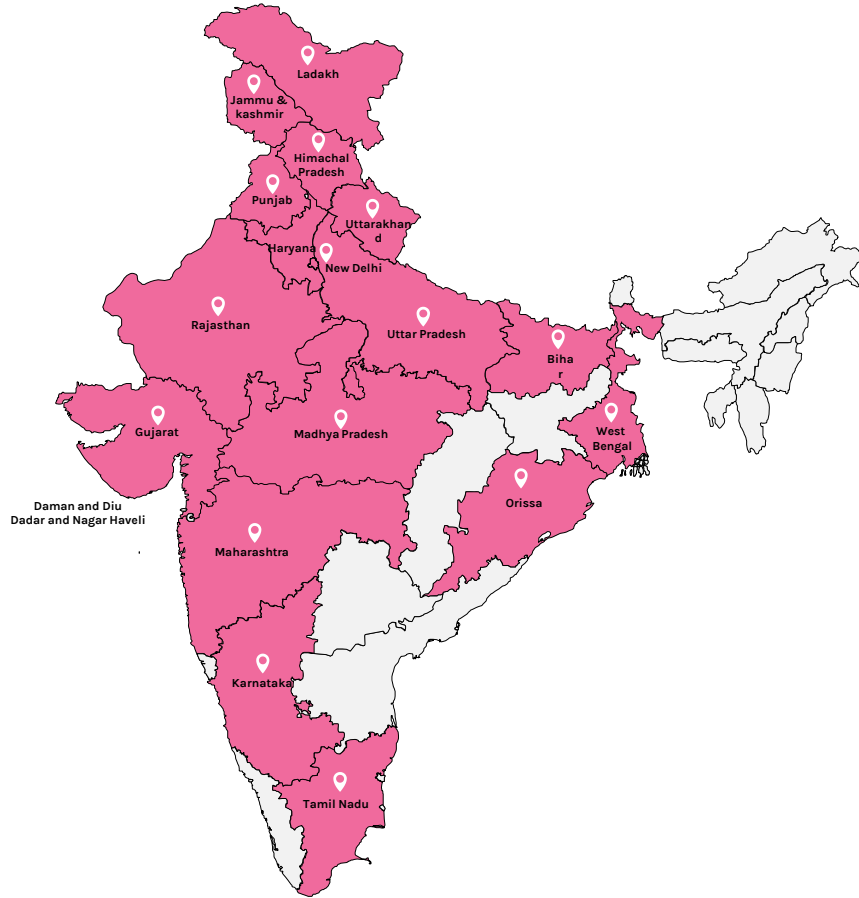 Ladakh
Jammu &
kashmir
Himachal
Pradesh
Punjab
Uttarakhan
d
Haryana
New Delhi
Rajasthan
Uttar Pradesh
Biha
r
Gujarat
Madhya Pradesh
West
Bengal
Daman and Diu
Dadar and Nagar Haveli
Orissa
Maharashtra
Karnataka
Tamil Nadu